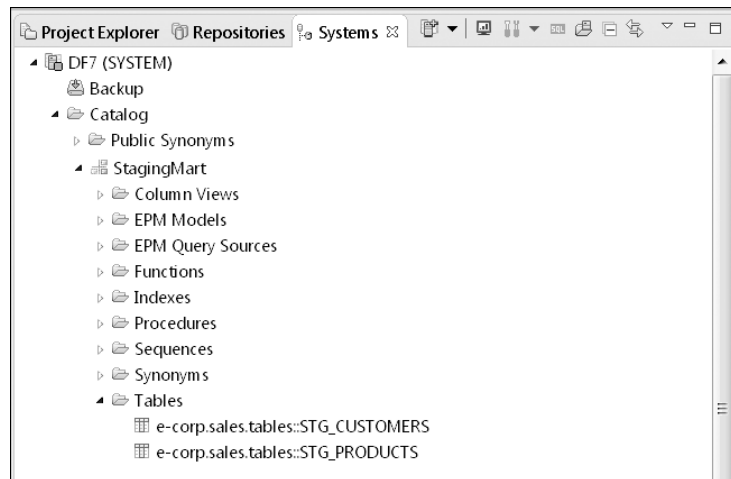 Project Explorer Repositories Systems
DF7 (SYSTEM)
Backup
Catalog
Public Synonyms
StagingMart
Column Views
EPM Models
EPM Query Sources
Functions
Indexes
Procedures
Sequences
Synonyms
Tables
e-corp.sales.tables::STG_CUSTOMERS
e-corp.sales.tables::STG_PRODUCTS